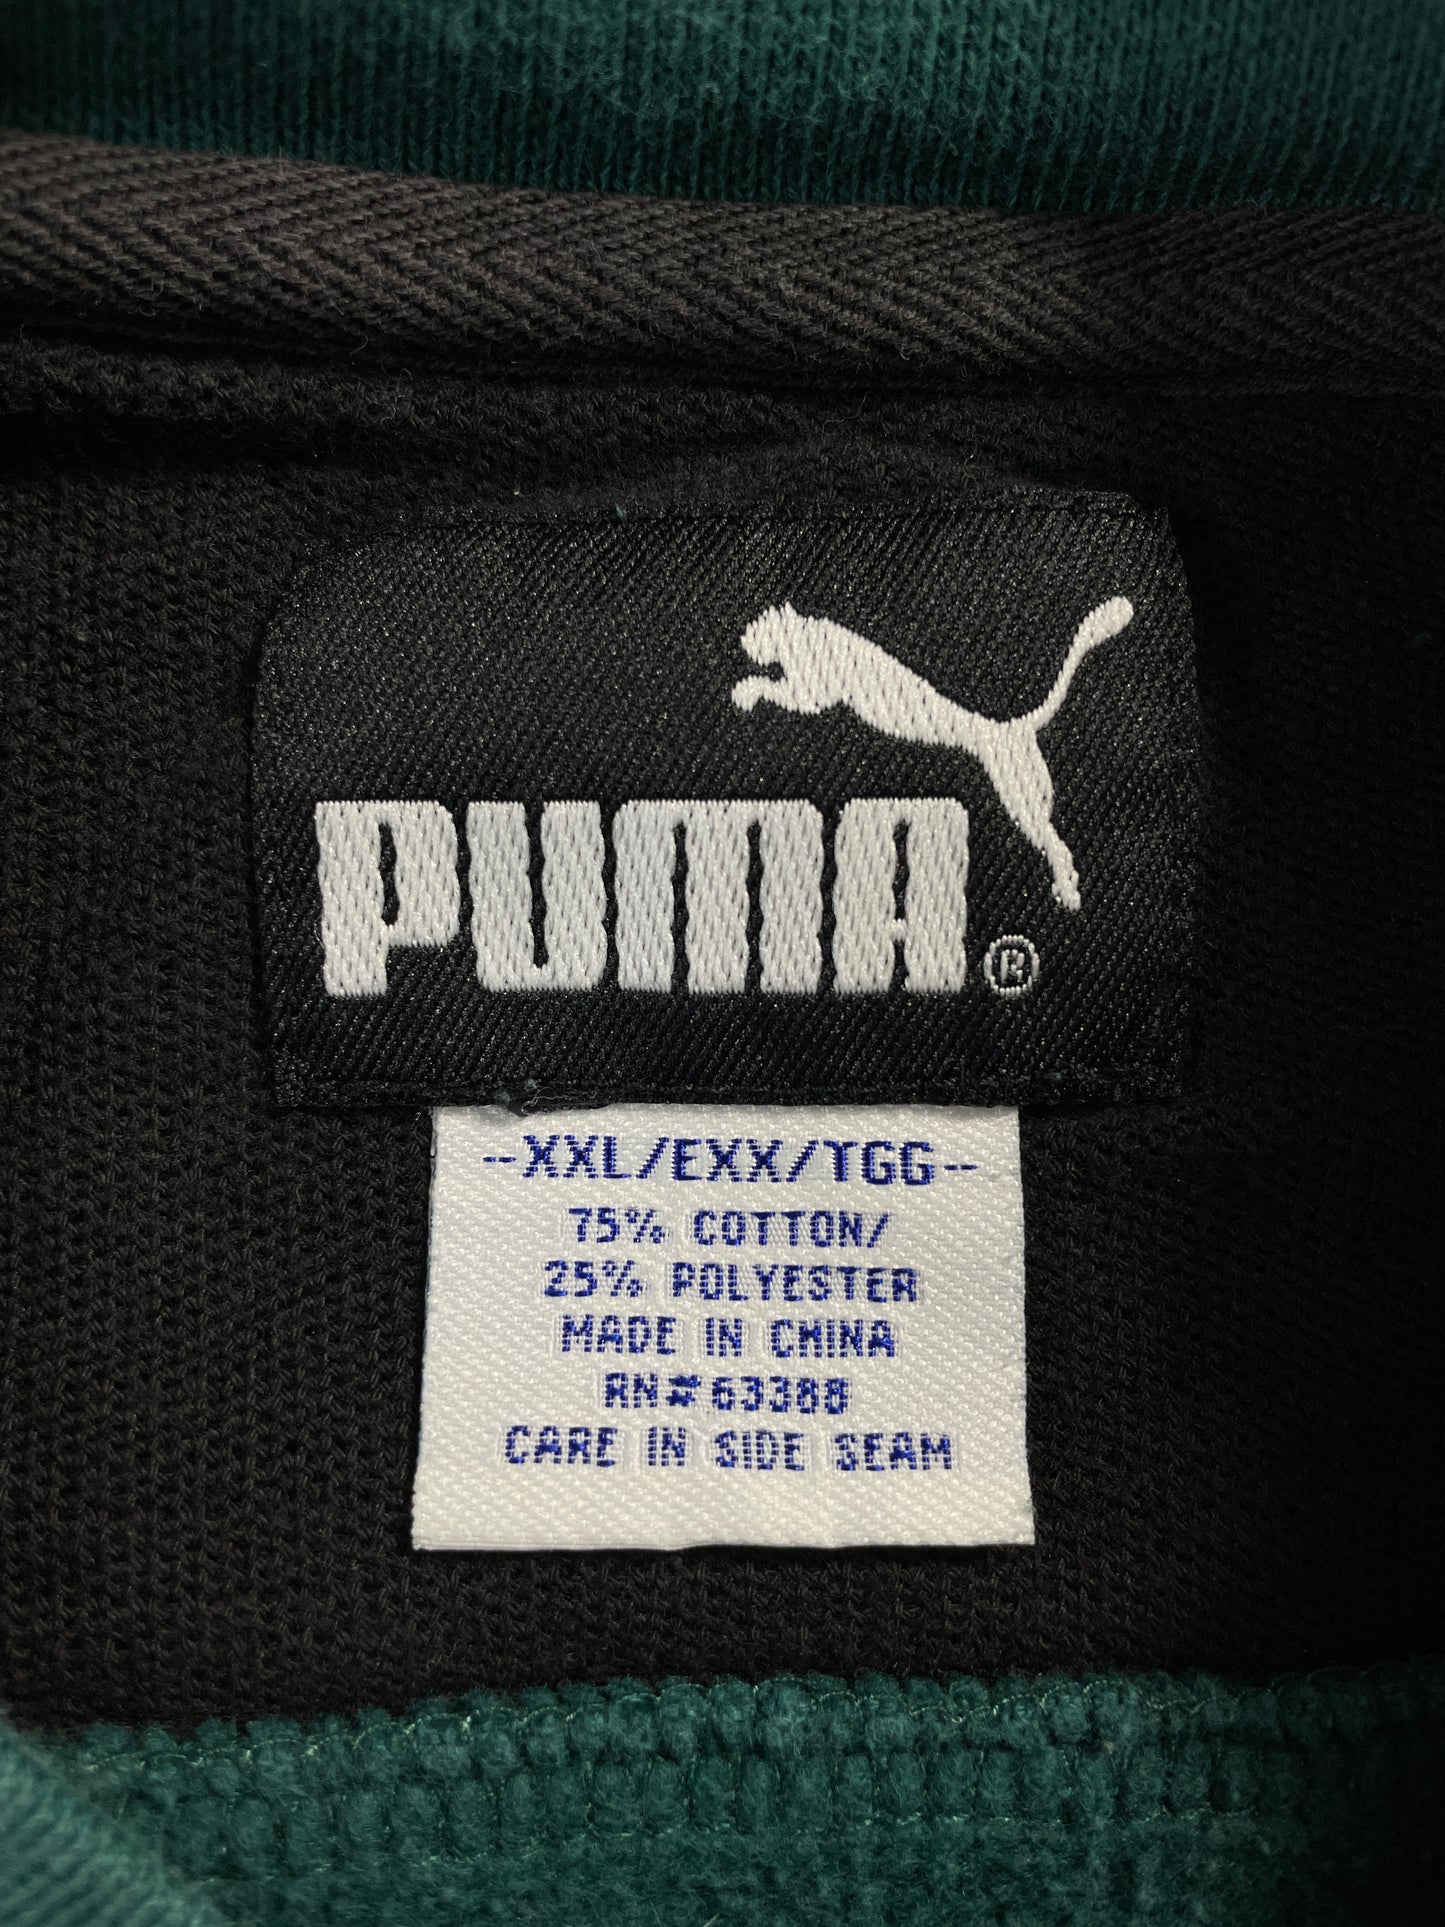 PUMA®
--XXL/EXX/TGG--
75% COTTON/
25% POLYESTER
MADE IN CHINA
RN#63388
CARE IN SIDE SEAM